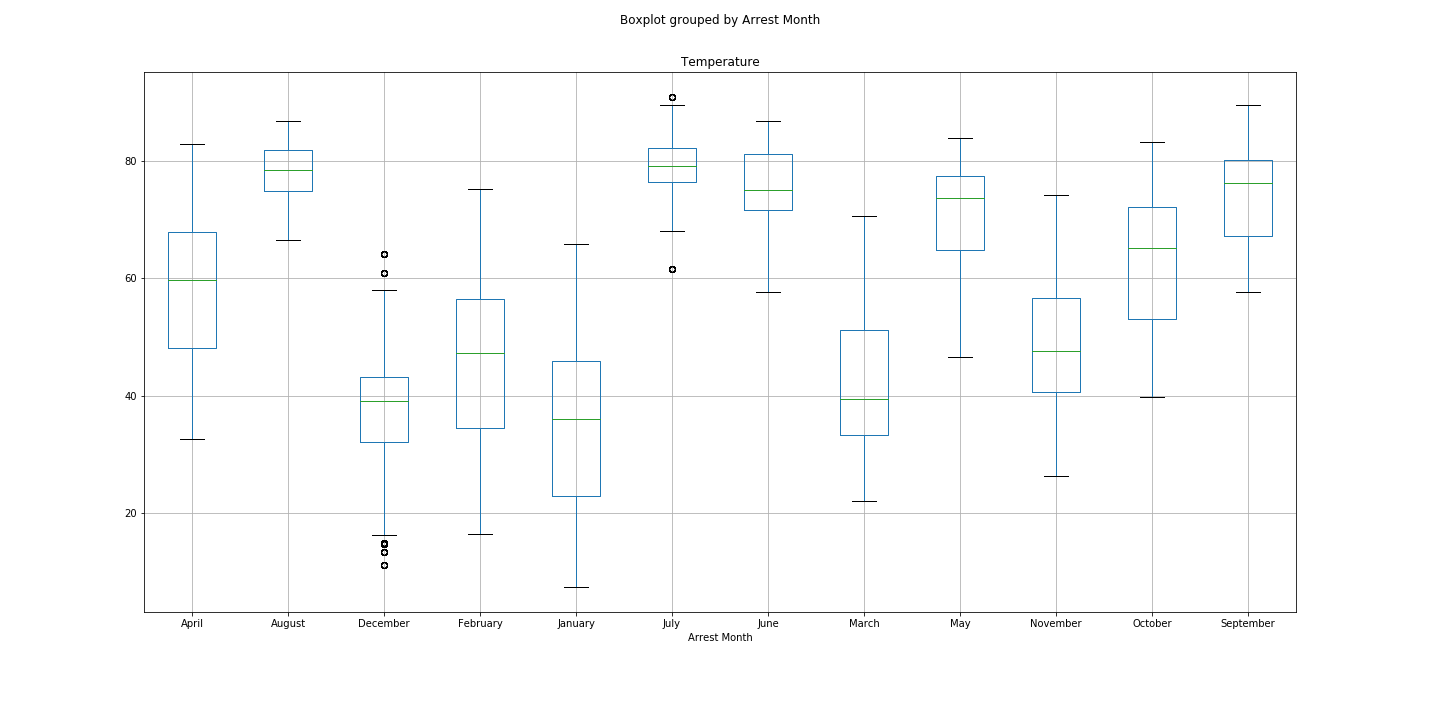 Boxplot grouped by Arrest Month
Temperature
80
60
40
20
April August December February January July June March May November October September
Arrest Month